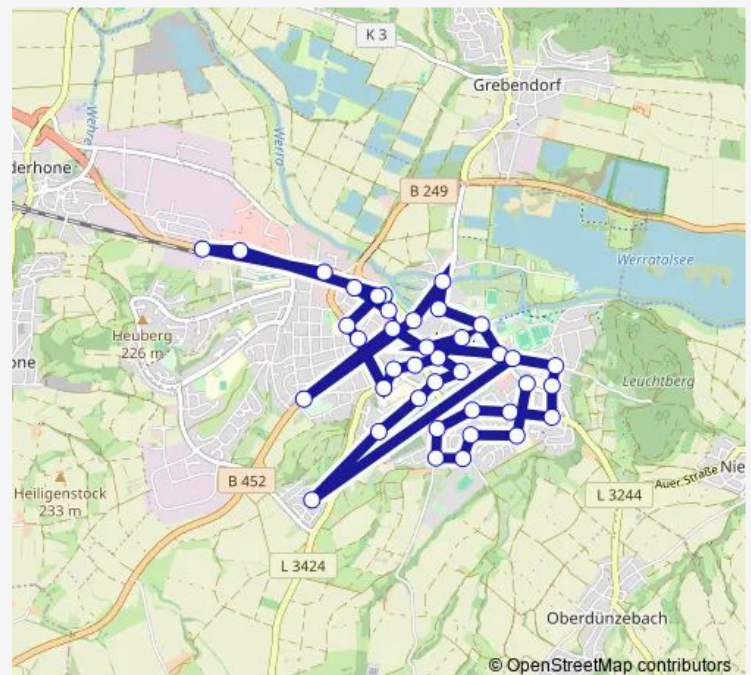 K 3
Grebendorf
Wehre
Werra
derhone
B 249
Werratalsee
Heuberg
226 m
one
Leuchtberg
B 452
Heiligenstock
233 m
Auer Straße
Nie
L 3244
L 3424
Oberdünzebach
© OpenStreetMap contributors